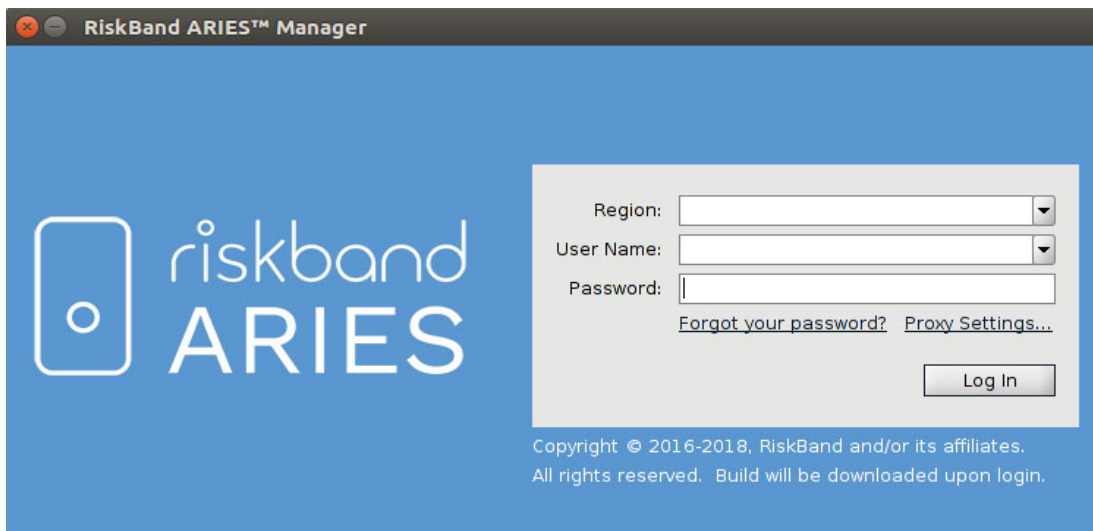 RiskBand ARIES™ Manager
riskband
ARIES
Region:
User Name:
Password:
Forgot your password? Proxy Settings...
Log In
Copyright © 2016-2018, RiskBand and/or its affiliates.
All rights reserved. Build will be downloaded upon login.